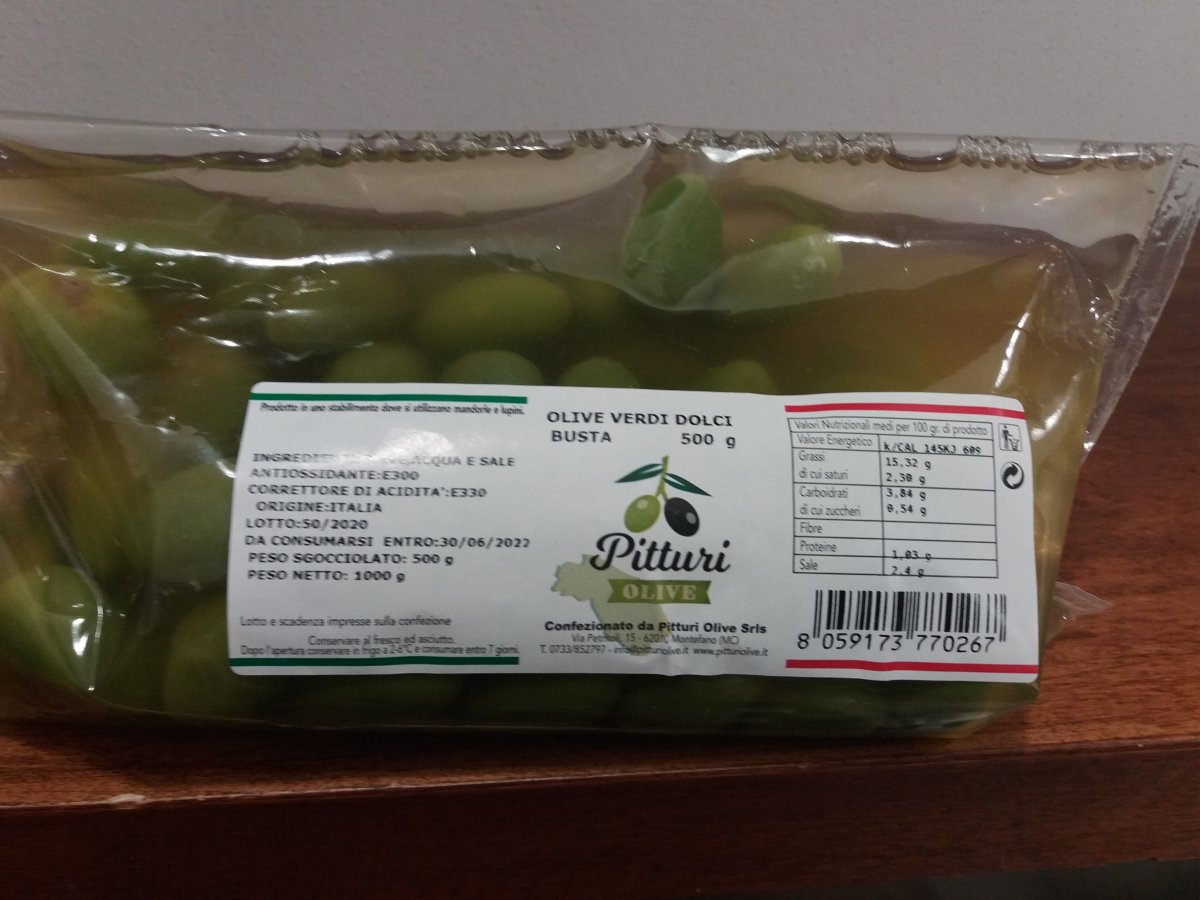 Prodotto in uno stabilimento dove si utilizzano mandorle e lupini.
ACQUA E SALE
ANTIOSSIDANTE:E300
CORRETTORE DI ACIDITA':E330
ORIGINE:ITALIA
LOTTO:50/2020
DA CONSUMARSI ENTRO:30/06/2022
PESO SGOCCIOLATO: 500 g
PESO NETTO: 1000 g
Lotto e scadenza impresse sulla confezione
Conservare al fresco ed asciutto.
Dopo l'apertura conservare in frigo a 2-6°C e consumare entro 7 giorni.
OLIVE VERDI DOLCI
BUSTA 500 g
Pitturi
OLIVE
Confezionato da Pitturi Olive Srls
Via Petritoli, 15 - 62010 Montefano (MC)
T. 0733/852797 - info@pitturiolive.it www.pitturiolive.it
Valori Nutrizionali medi per 100 gr. di prodotto
Valore Energetico k/CAL 145KJ 609
Grassi 15,32 g
di cui saturi 2,30 g
Carboidrati 3,84 g
di cui zuccheri 0,54 g
Fibre
Proteine 1,03 g
Sale 2,4 g
8 059173 770267